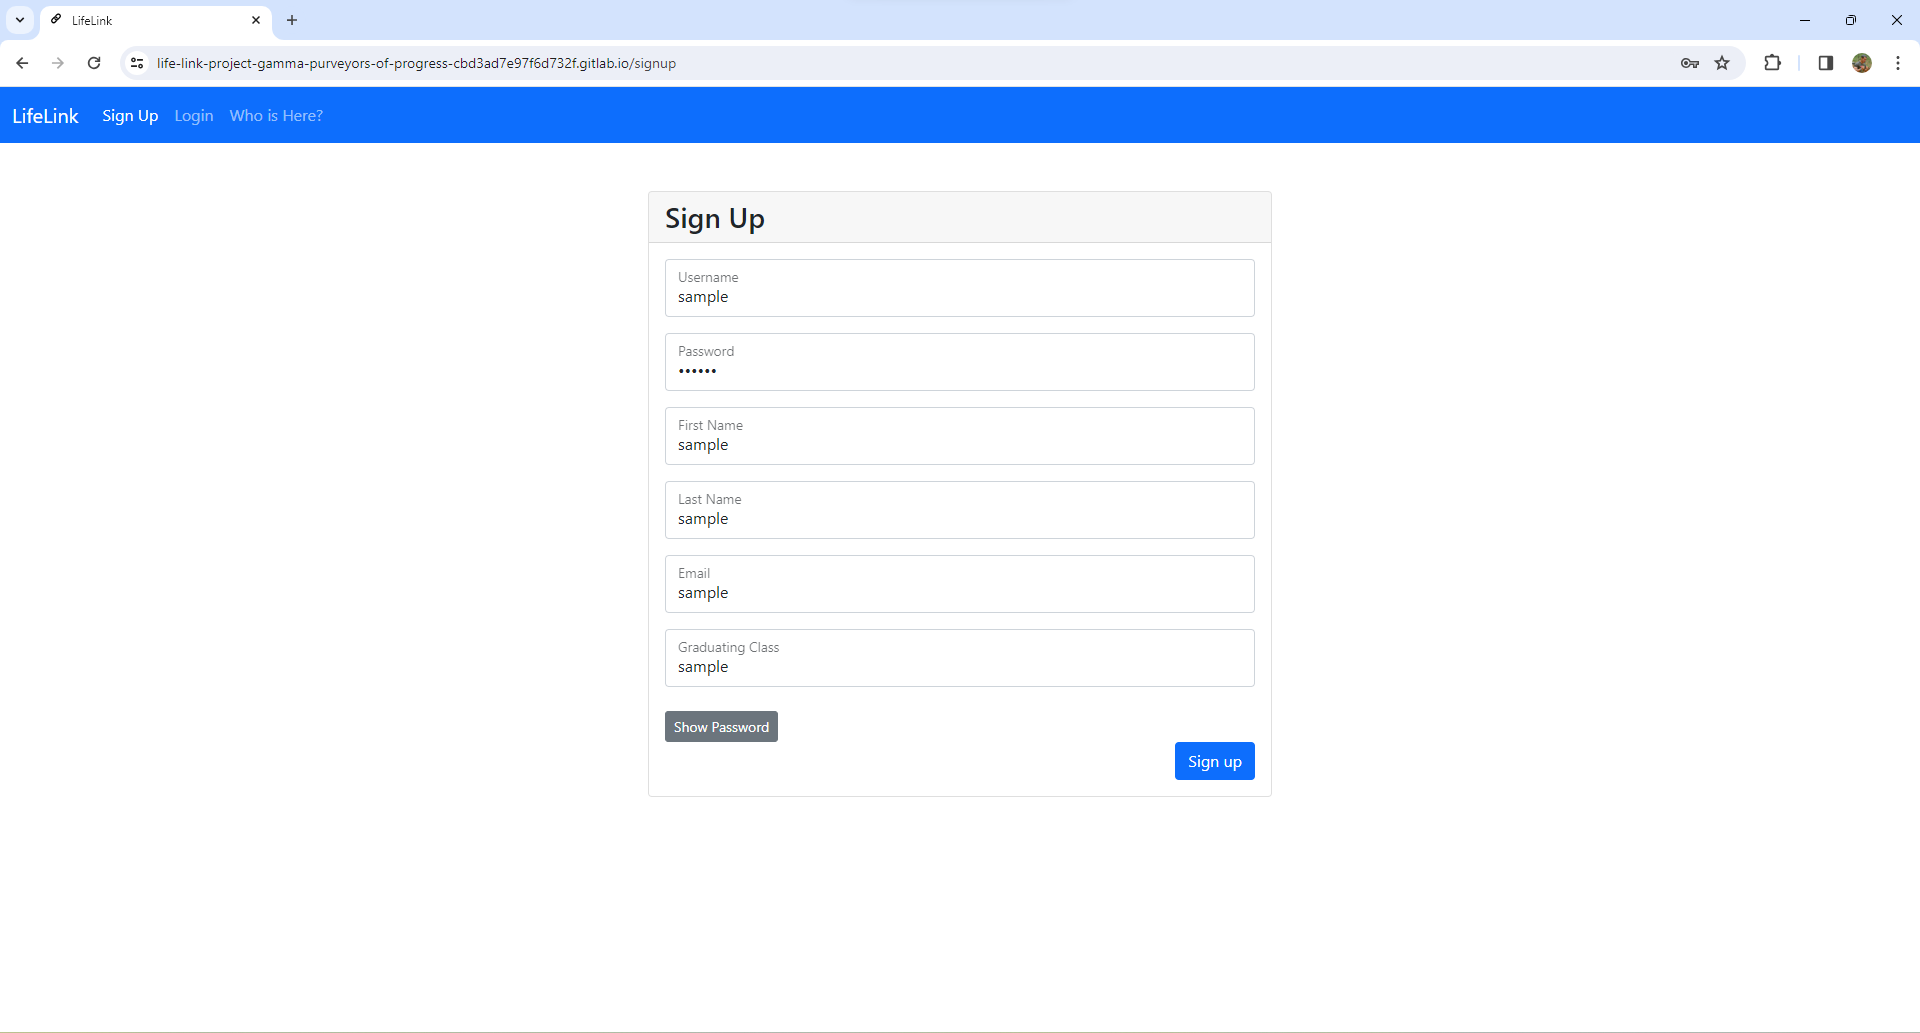 LifeLink
life-link-project-gamma-purveyors-of-progress-cbd3ad7e97f6d732f.gitlab.io/signup
LifeLink Sign Up Login Who is Here?
Sign Up
Username
sample
Password
••••••
First Name
sample
Last Name
sample
Email
sample
Graduating Class
sample
Show Password
Sign up